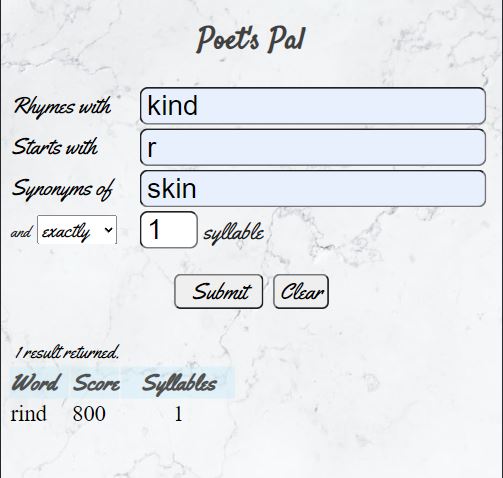 Poet's Pal
Rhymes with kind
Starts with r
Synonyms of skin
and exactly 1 syllable
Submit Clear
1 result returned.
Word Score Syllables
rind 800 1